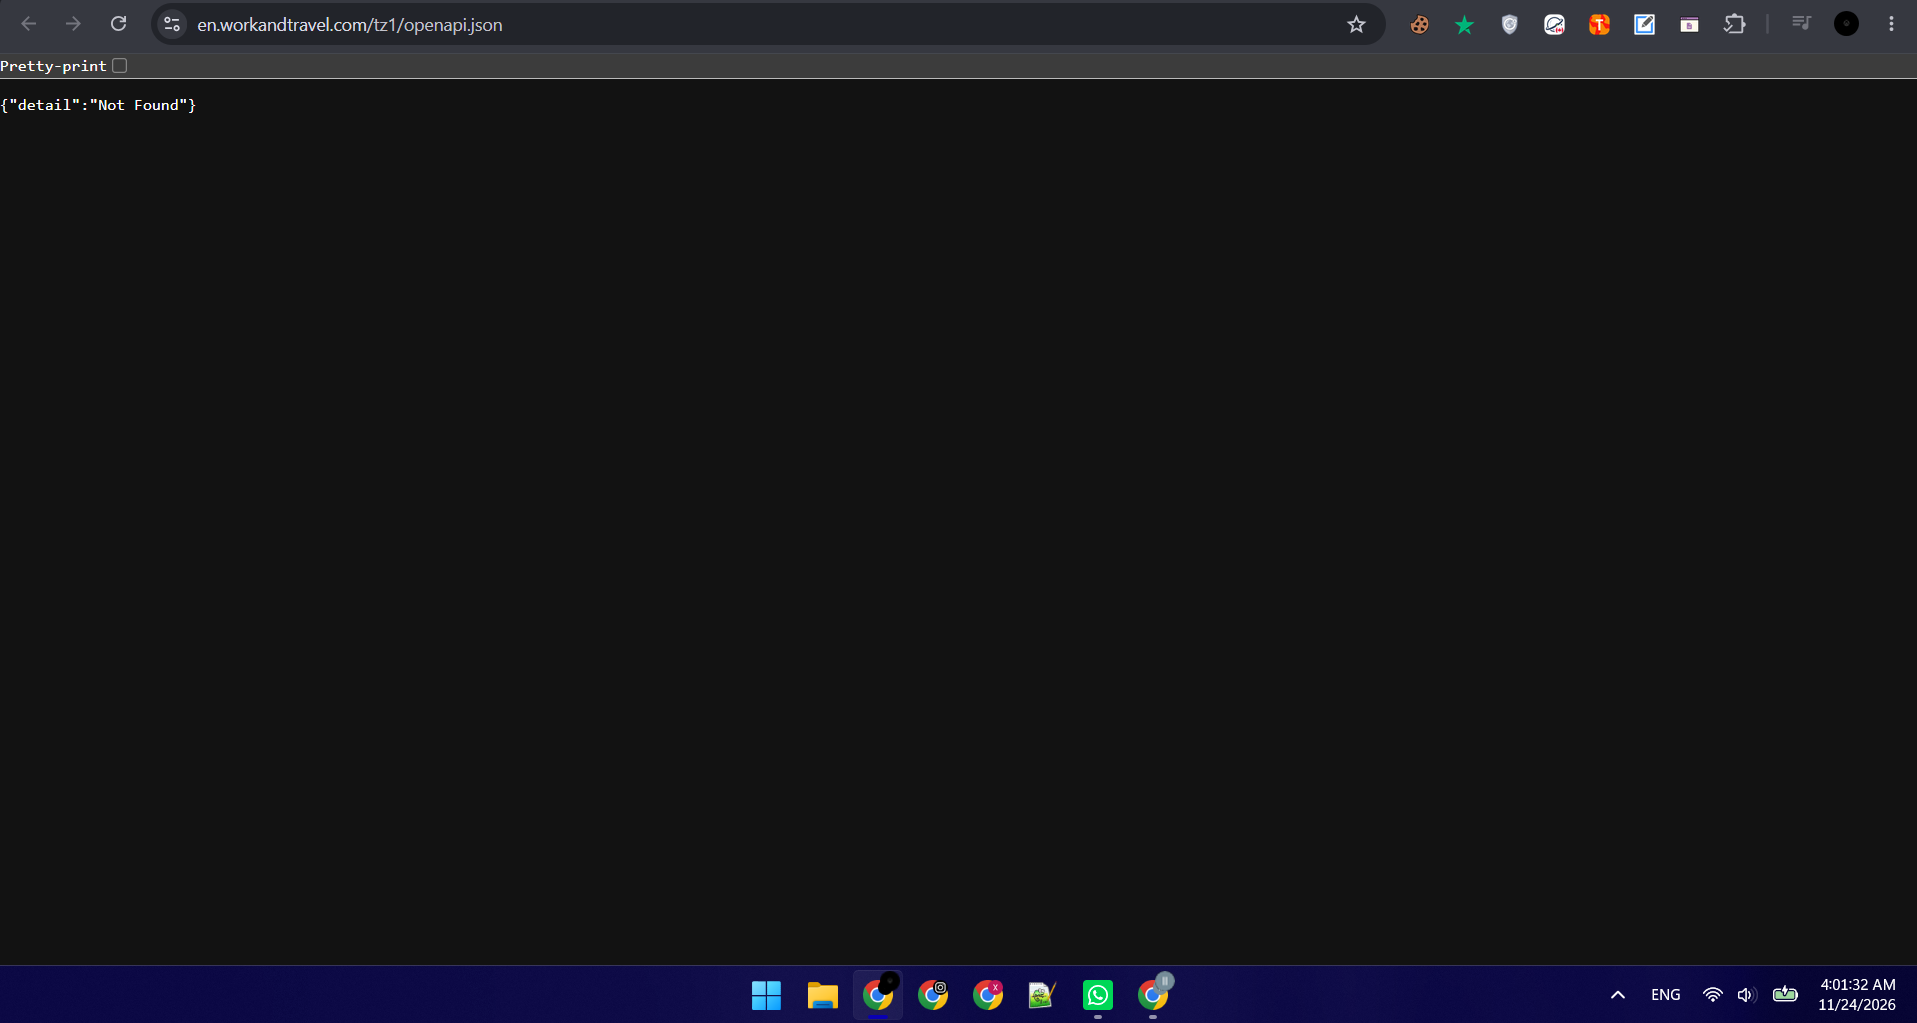 en.workandtravel.com/tz1/openapi.json
Pretty-print
{"detail":"Not Found"}
ENG
4:01:32 AM
11/24/2026